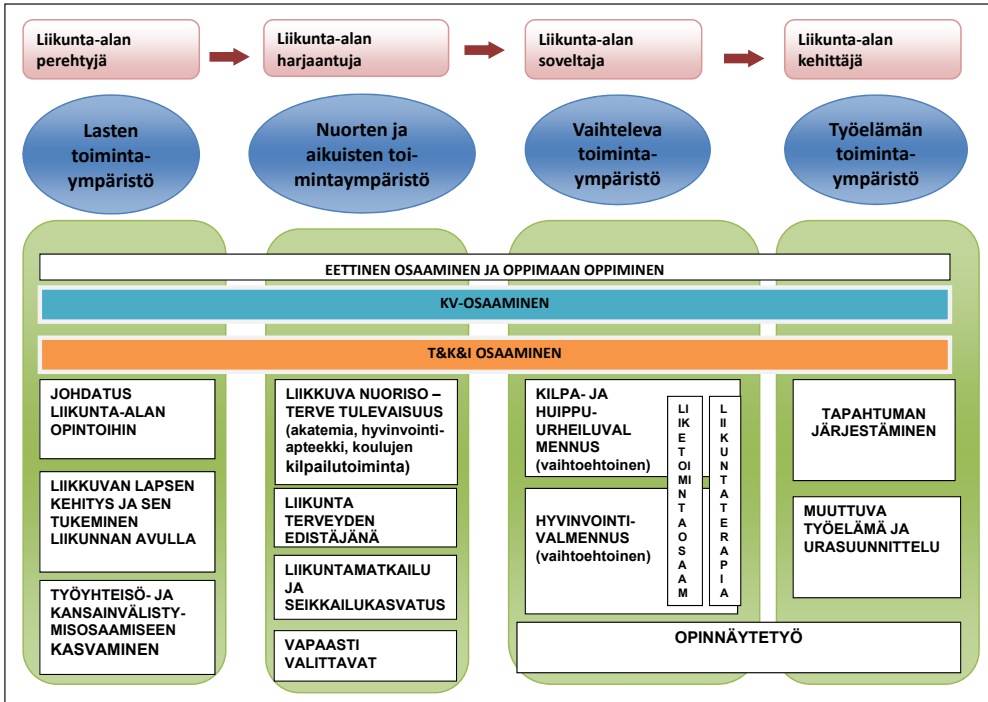 Liikunta-alan
perehtyjä
Liikunta-alan
harjaantuja
Liikunta-alan
soveltaja
Liikunta-alan
kehittäjä
Lasten
toiminta-
ympäristö
Nuorten ja
aikuisten toi-
mintaympäristö
Vaihteleva
toiminta-
ympäristö
Työelämän
toiminta-
ympäristö
EETTINEN OSAAMINEN JA OPPIMAAN OPPIMINEN
KV-OSAAMINEN
T&K&I OSAAMINEN
JOHDATUS
LIIKUNTA-ALAN
OPINTOIHIN
LIIKKUVAN LAPSEN
KEHITYS JA SEN
TUKEMINEN
LIIKUNNAN AVULLA
TYÖYHTEISÖ- JA
KANSAINVÄLISTY-
MISOSAAMISEEN
KASVAMINEN
LIIKKUVA NUORISO –
TERVE TULEVAISUUS
(akatemia, hyvinvointi-
apteekki, koulujen
kilpailutoiminta)
LIIKUNTA
TERVEYDEN
EDISTÄJÄNÄ
LIIKUNTAMATKAILU
JA
SEIKKAILUKASVATUS
VAPAASTI
VALITTAVAT
KILPA- JA
HUIPPU-
URHEILUVAL
MENNUS
(vaihtoehtoinen)
HYVINVOINTI-
VALMENNUS
(vaihtoehtoinen)
LIIKETOIMINTAOSAAM
LIIKUNTATERAPIA
TAPAHTUMAN
JÄRJESTÄMINEN
MUUTTUVA
TYÖELÄMÄ JA
URASUUNNITTELU
OPINNÄYTETYÖ